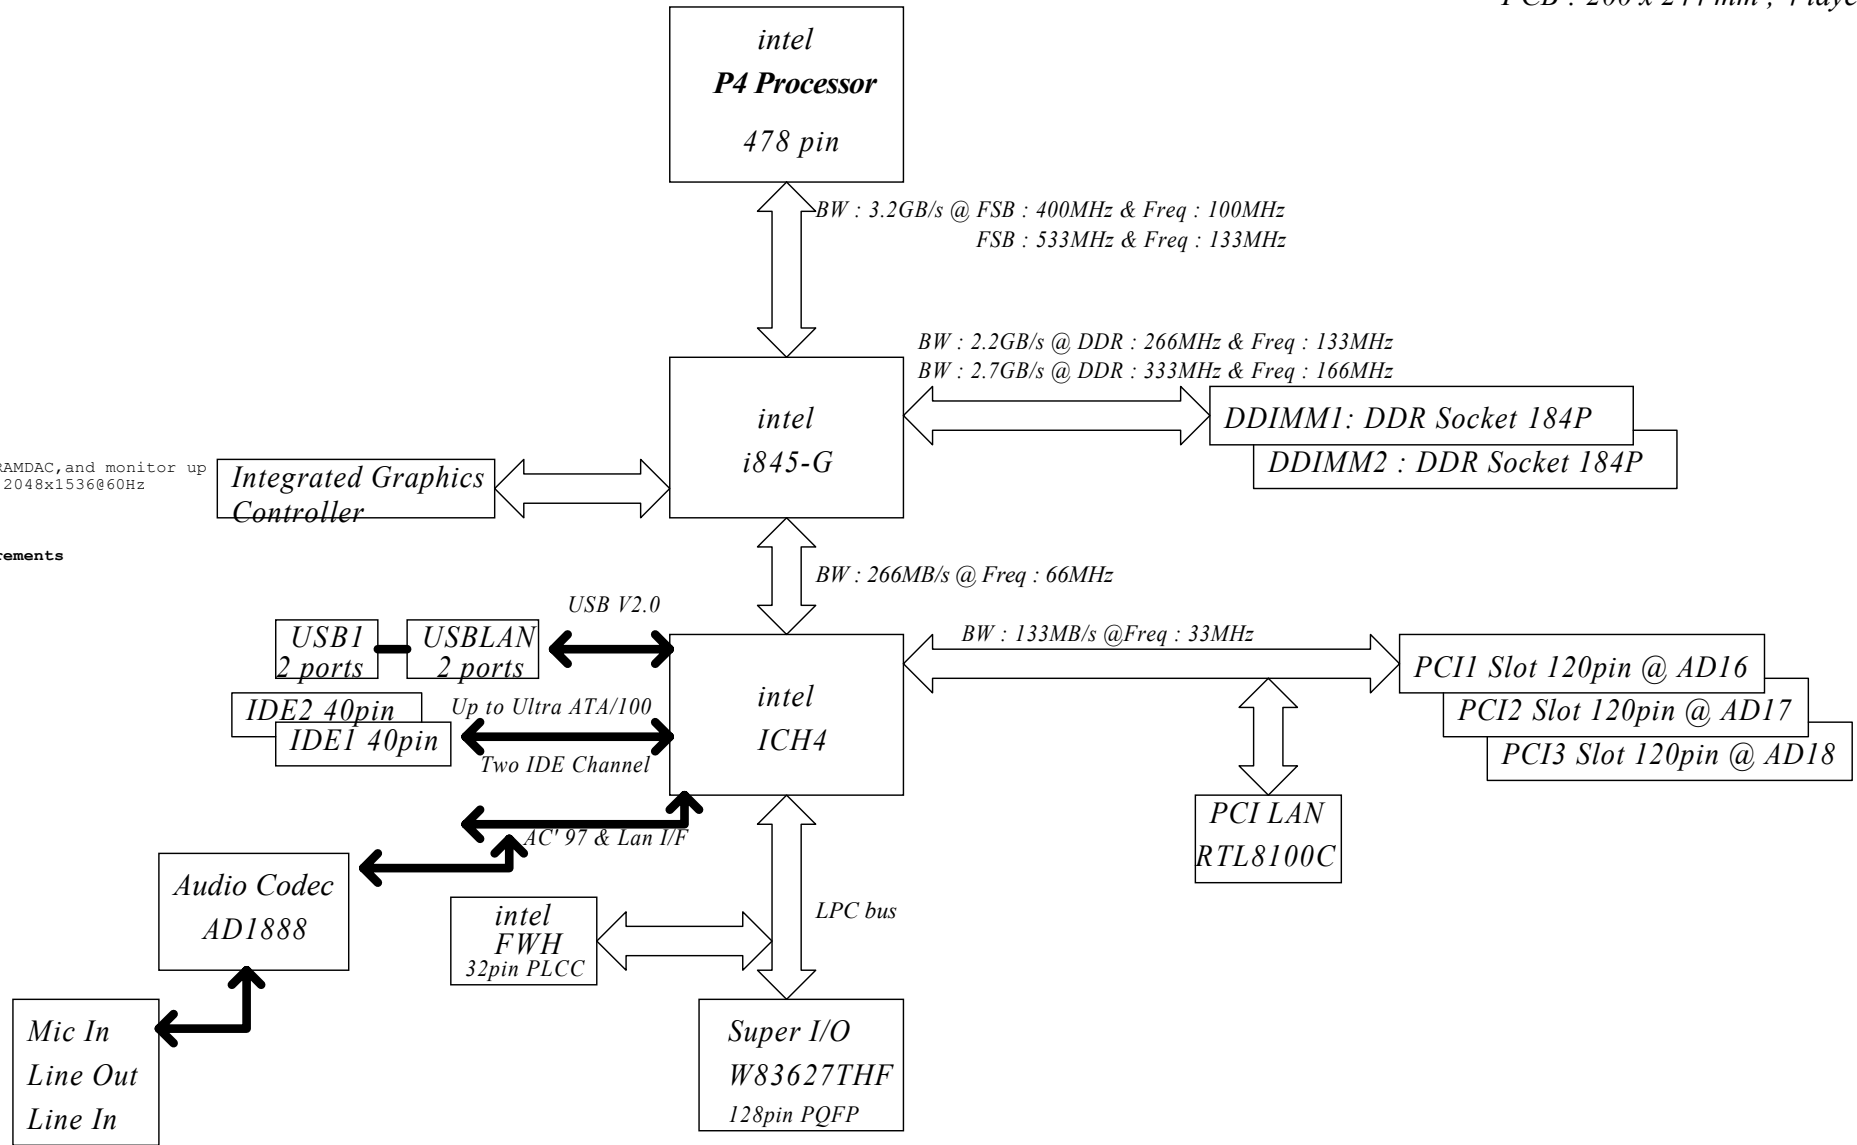 intel
P4 Processor
478 pin
BW : 3.2GB/s @ FSB : 400MHz & Freq : 100MHz
FSB : 533MHz & Freq : 133MHz
BW : 2.2GB/s @ DDR : 266MHz & Freq : 133MHz
BW : 2.7GB/s @ DDR : 333MHz & Freq : 166MHz
intel
i845-G
DDIMM1: DDR Socket 184P
DDIMM2 : DDR Socket 184P
RAMDAC,and monitor up
2048x1536@60Hz
Integrated Graphics
Controller
BW : 266MB/s @ Freq : 66MHz
USB V2.0
USB1
2 ports
USBLAN
2 ports
BW : 133MB/s @Freq : 33MHz
intel
ICH4
PCI1 Slot 120pin @ AD16
PCI2 Slot 120pin @ AD17
PCI3 Slot 120pin @ AD18
IDE2 40pin
IDE1 40pin
Up to Ultra ATA/100
Two IDE Channel
AC' 97 & Lan I/F
PCI LAN
RTL8100C
Audio Codec
AD1888
intel
FWH
32pin PLCC
LPC bus
Mic In
Line Out
Line In
Super I/O
W83627THF
128pin PQFP